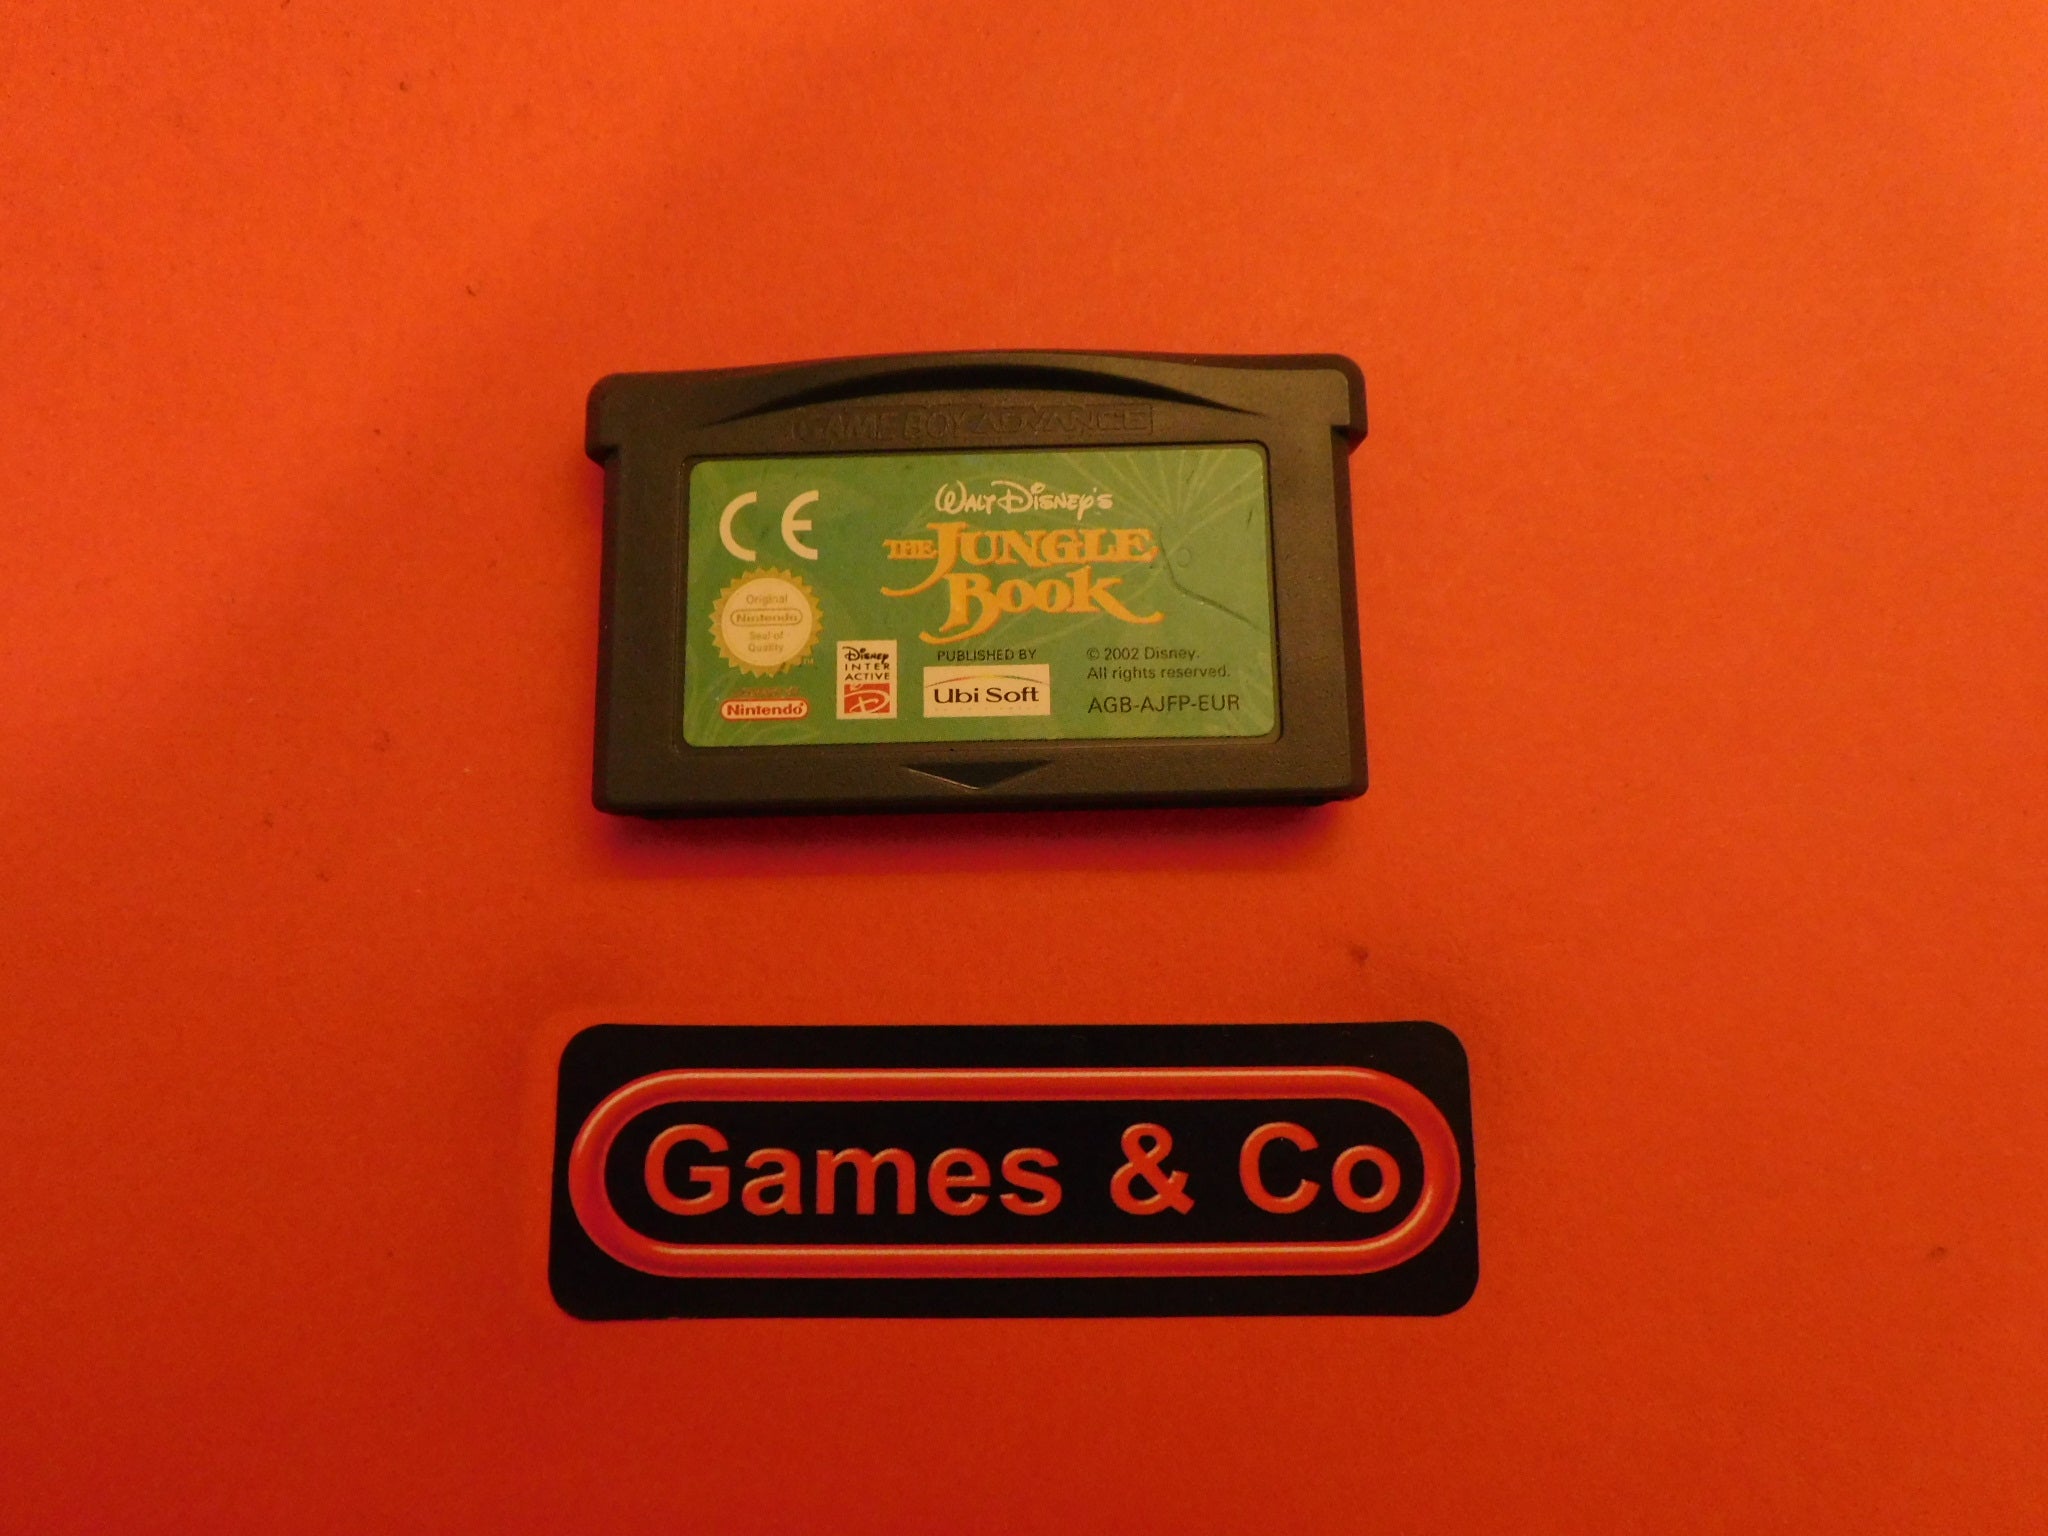 GAME BOY ADVANCE
CE
WALT DISNEY'S
THE JUNGLE
BOOK
Original
Nintendo
Seal of
Quality
TM
Nintendo
DISNEY
INTER
ACTIVE
D
PUBLISHED BY
Ubi Soft
© 2002 Disney.
All rights reserved.
AGB-AJFP-EUR
Games & Co